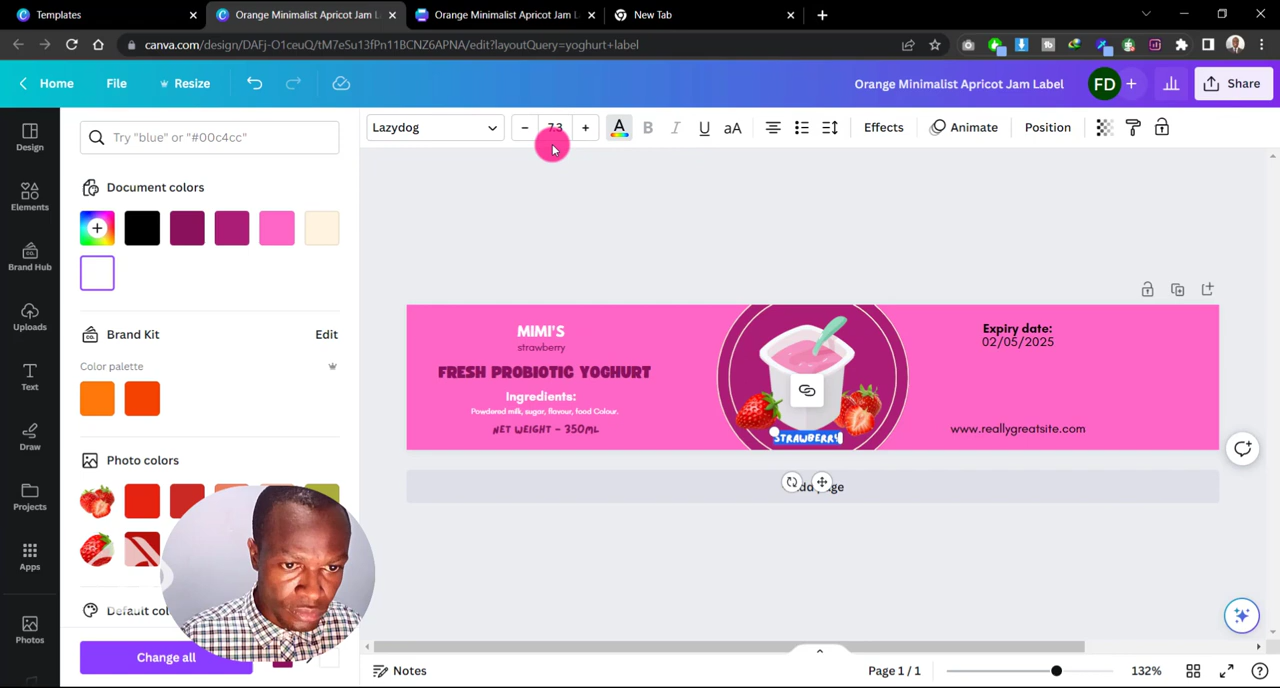 Templates
Orange Minimalist Apricot Jam L
Orange Minimalist Apricot Jam L
New Tab
canva.com/design/DAFj-O1ceuQ/tM7eSu13fPn11BCNZ6APNA/edit?layoutQuery=yoghurt+label
Home
File
Resize
Orange Minimalist Apricot Jam Label
FD
+
Share
Design
Elements
Brand Hub
Uploads
Text
Draw
Projects
Apps
Photos
Try "blue" or "#00c4cc"
Document colors
Brand Kit
Edit
Color palette
Photo colors
Default col
Change all
Lazydog
- 7.3 +
A B I U aA
Effects
Animate
Position
MIMI'S
strawberry
FRESH PROBIOTIC YOGHURT
Ingredients:
Powdered milk, sugar, flavour, food Colour.
NET WEIGHT - 350ML
STRAWBERRY
Expiry date:
02/05/2025
www.reallygreatsite.com
Notes
Page 1 / 1
132%